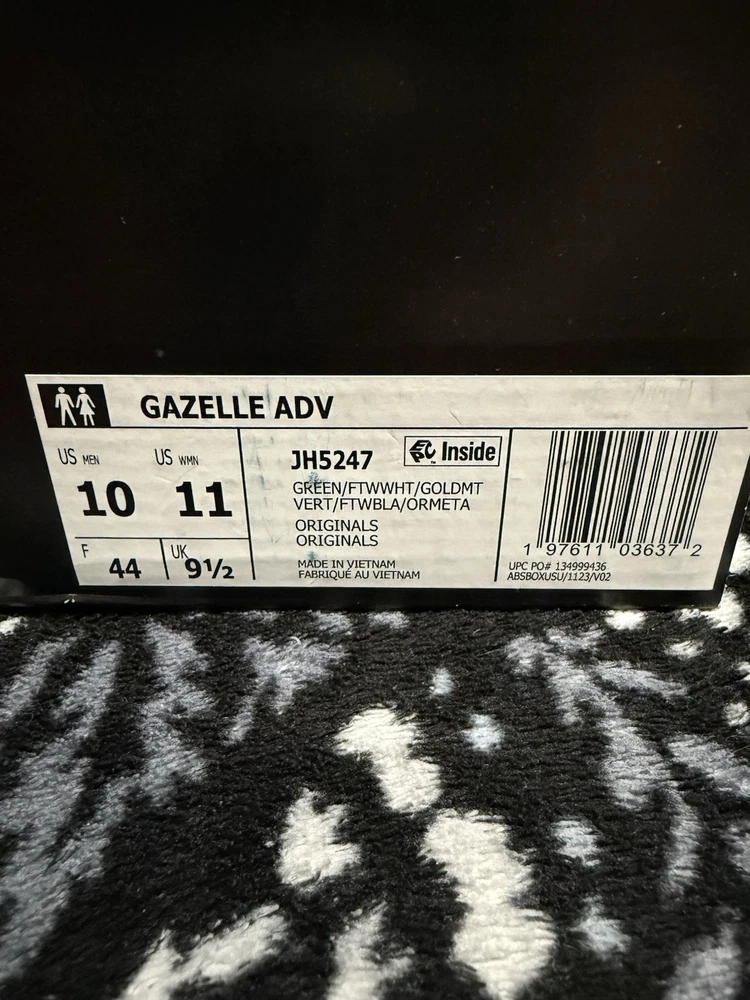 GAZELLE ADV
US MEN
10
US WMN
11
F
44
UK
9½
JH5247
Inside
GREEN/FTWWHT/GOLDMT
VERT/FTWBLA/ORMETA
ORIGINALS
ORIGINALS
MADE IN VIETNAM
FABRIQUÉ AU VIETNAM
1 97611 03637 2
UPC PO# 134999436
ABSBOXUSU/1123/V02